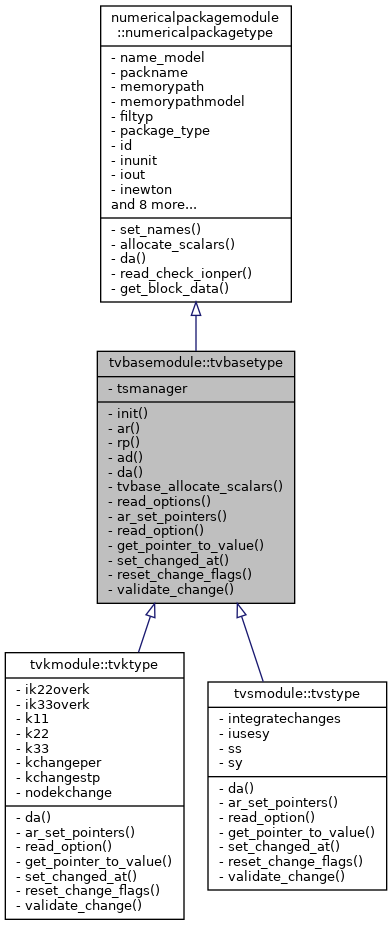 numericalpackagemodule
::numericalpackagetype
- name_model
- packname
- memorypath
- memorypathmodel
- filtyp
- package_type
- id
- inunit
- iout
- inewton
and 8 more...
- set_names()
- allocate_scalars()
- da()
- read_check_ionper()
- get_block_data()
tvbasemodule::tvbasetype
- tsmanager
- init()
- ar()
- rp()
- ad()
- da()
- tvbase_allocate_scalars()
- read_options()
- ar_set_pointers()
- read_option()
- get_pointer_to_value()
- set_changed_at()
- reset_change_flags()
- validate_change()
tvkmodule::tvktype
- ik22overk
- ik33overk
- k11
- k22
- k33
- kchangeper
- kchangestp
- nodekchange
- da()
- ar_set_pointers()
- read_option()
- get_pointer_to_value()
- set_changed_at()
- reset_change_flags()
- validate_change()
tvsmodule::tvstype
- integratechanges
- iusesy
- ss
- sy
- da()
- ar_set_pointers()
- read_option()
- get_pointer_to_value()
- set_changed_at()
- reset_change_flags()
- validate_change()